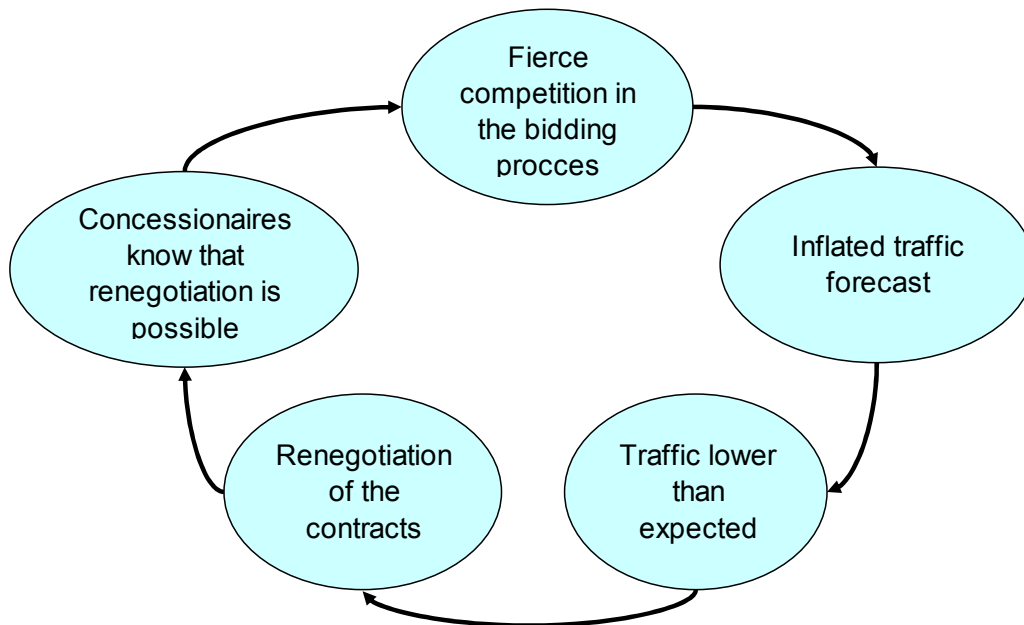 Fierce
competition in
the bidding
procces
Inflated traffic
forecast
Traffic lower
than
expected
Renegotiation
of the
contracts
Concessionaires
know that
renegotiation is
possible